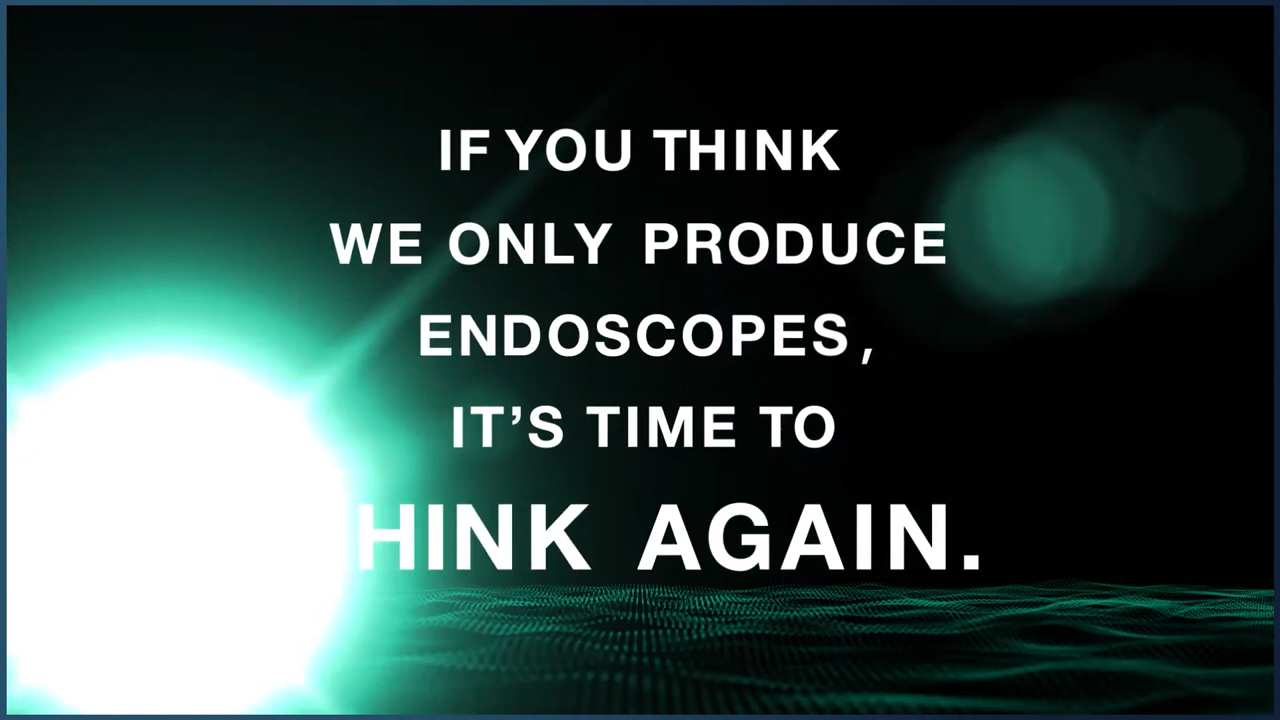 IF YOU THINK
WE ONLY PRODUCE
ENDOSCOPES,
IT’S TIME TO
HINK AGAIN.